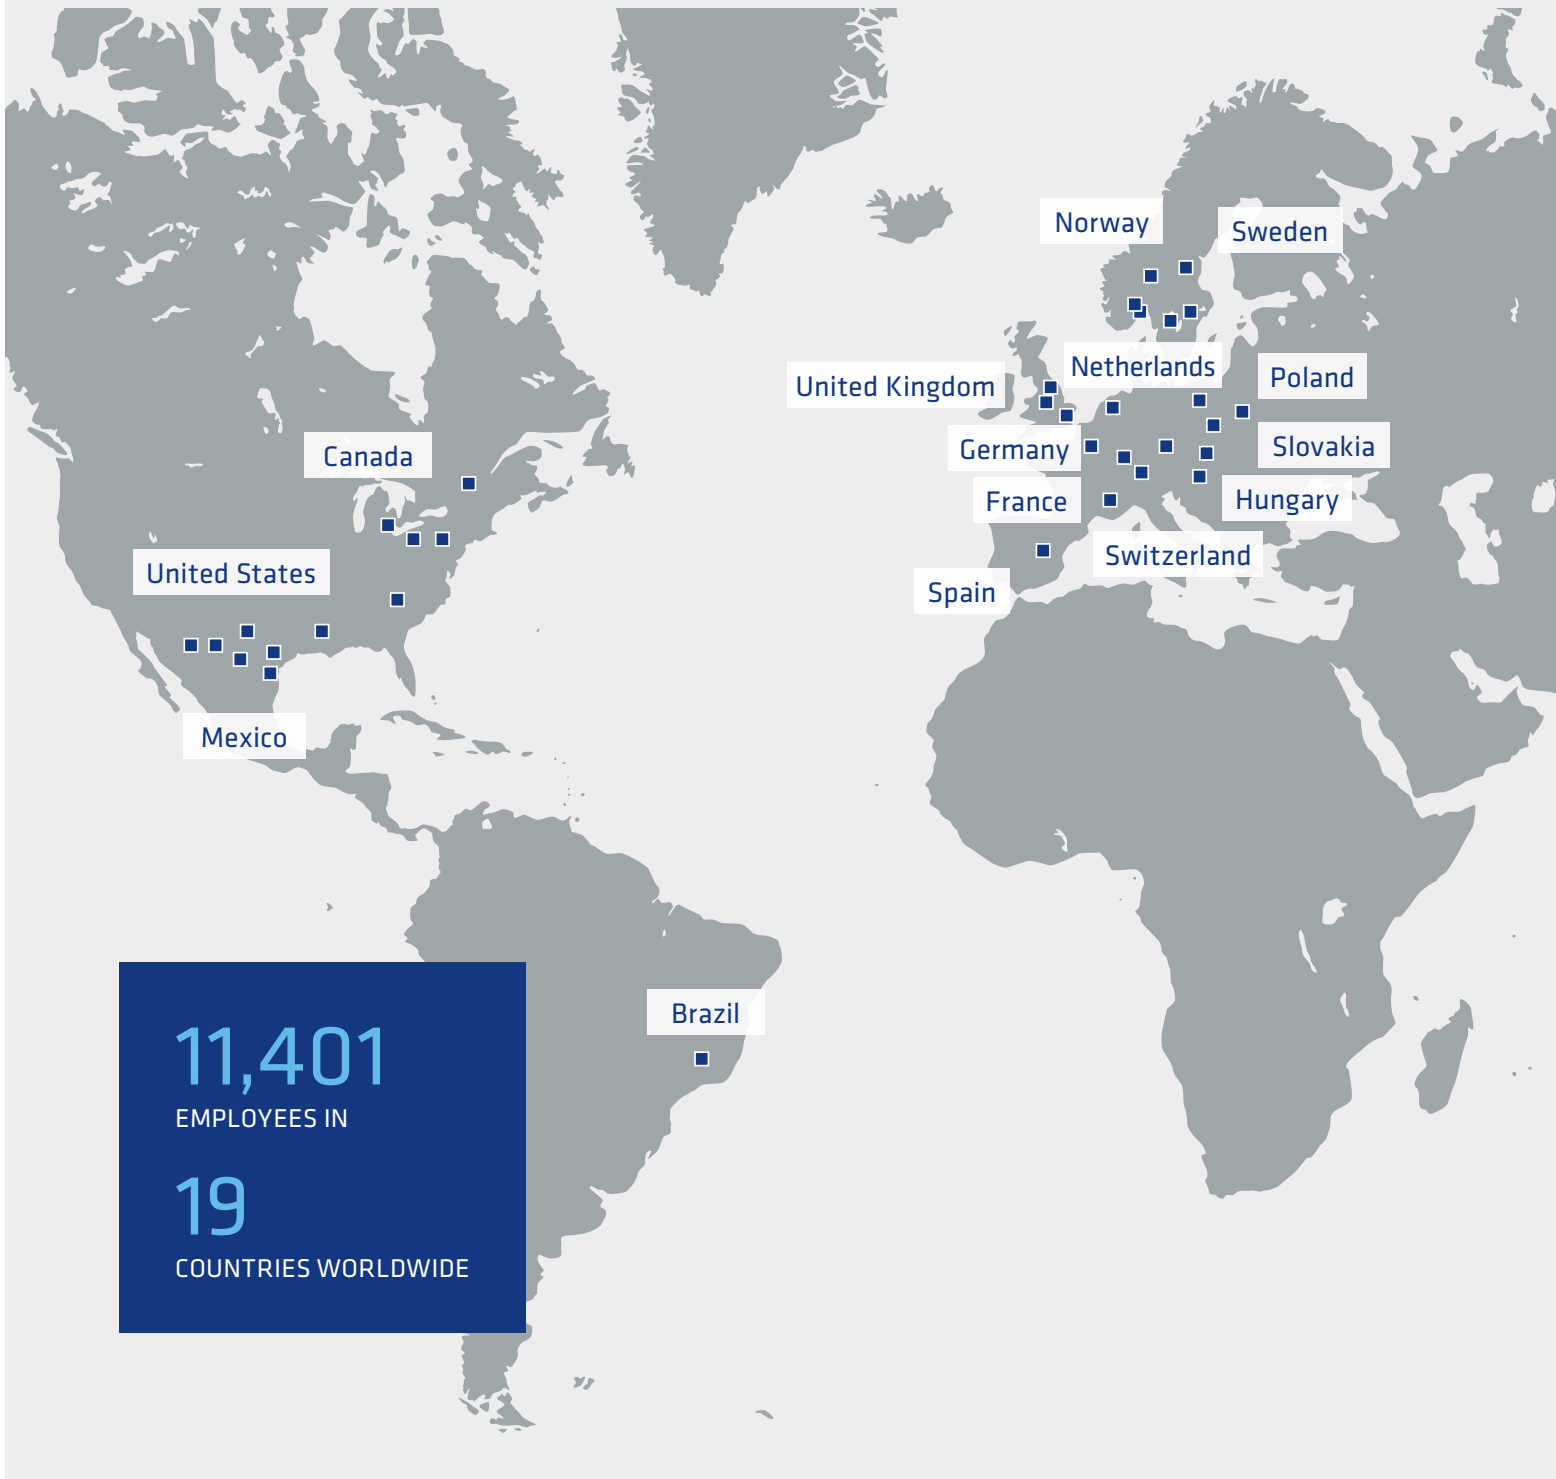 Norway
Sweden
Netherlands
United Kingdom
Poland
Germany
Slovakia
Canada
France
Hungary
Switzerland
United States
Spain
Mexico
Brazil
11,401
EMPLOYEES IN
19
COUNTRIES WORLDWIDE